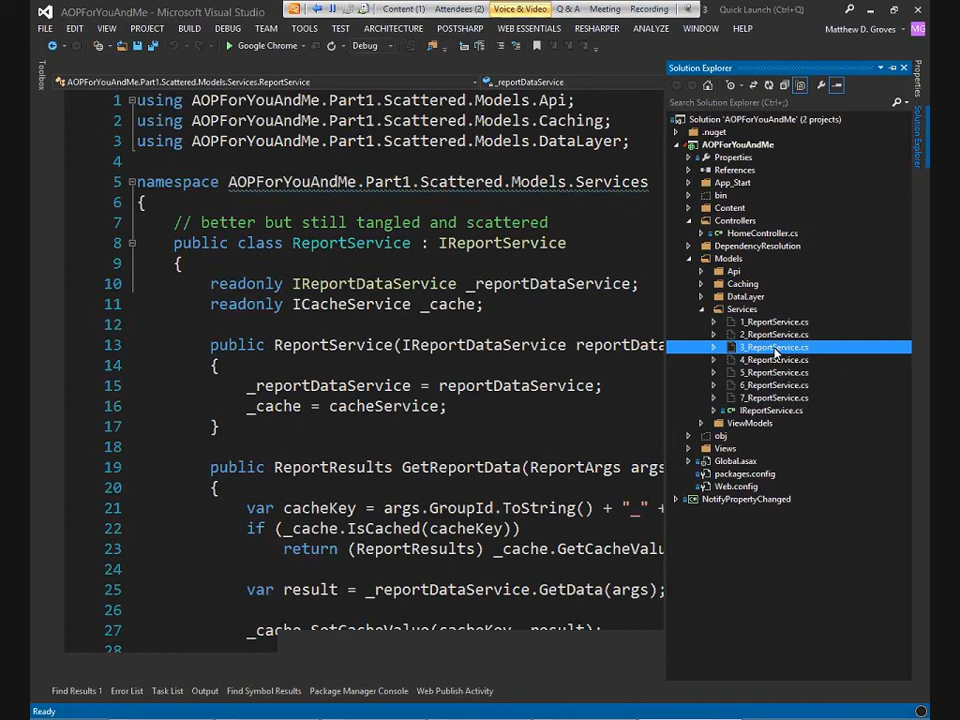 AOPForYouAndMe - Microsoft Visual Studio
Content (1) Attendees (2) Voice & Video Q & A Meeting Recording
3 Quick Launch (Ctrl+Q)
FILE EDIT VIEW PROJECT BUILD DEBUG TEAM TOOLS TEST ARCHITECTURE POSTSHARP WEB ESSENTIALS RESHARPER ANALYZE WINDOW HELP
Matthew D. Groves MG
Google Chrome Debug
Toolbox
AOPForYouAndMe.Part1.Scattered.Models.Services.ReportService _reportDataService
1 using AOPForYouAndMe.Part1.Scattered.Models.Api;
2 using AOPForYouAndMe.Part1.Scattered.Models.Caching;
3 using AOPForYouAndMe.Part1.Scattered.Models.DataLayer;
4
5 namespace AOPForYouAndMe.Part1.Scattered.Models.Services
6 {
7 // better but still tangled and scattered
8 public class ReportService : IReportService
9 {
10 readonly IReportDataService _reportDataService;
11 readonly ICacheService _cache;
12
13 public ReportService(IReportDataService reportData
14 {
15 _reportDataService = reportDataService;
16 _cache = cacheService;
17 }
18
19 public ReportResults GetReportData(ReportArgs args
20 {
21 var cacheKey = args.GroupId.ToString() + "_" +
22 if (_cache.IsCached(cacheKey))
23 return (ReportResults) _cache.GetCacheValu
24
25 var result = _reportDataService.GetData(args);
26
27 _cache.SetCacheValue(cacheKey, result);
28
Solution Explorer
Search Solution Explorer (Ctrl+;)
Solution 'AOPForYouAndMe' (2 projects)
.nuget
AOPForYouAndMe
Properties
References
App_Start
bin
Content
Controllers
HomeController.cs
DependencyResolution
Models
Api
Caching
DataLayer
Services
1_ReportService.cs
2_ReportService.cs
3_ReportService.cs
4_ReportService.cs
5_ReportService.cs
6_ReportService.cs
7_ReportService.cs
IReportService.cs
ViewModels
obj
Views
Global.asax
packages.config
Web.config
NotifyPropertyChanged
Properties
Solution Explorer
Find Results 1 Error List Task List Output Find Symbol Results Package Manager Console Web Publish Activity
Ready